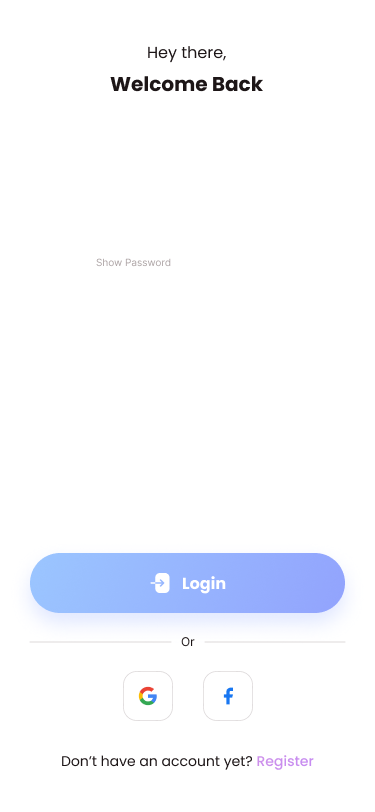 Hey there,
Welcome Back
Show Password
Login
Or
Don’t have an account yet? Register